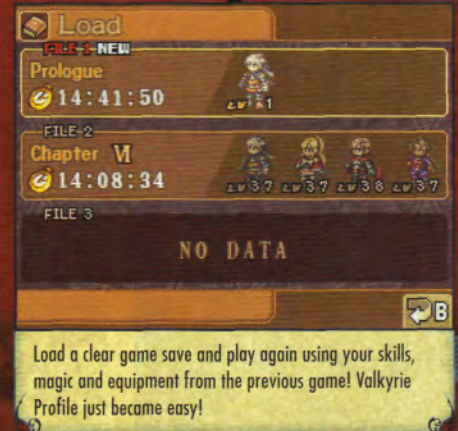 Load
FILE 1 NEW
Prologue
14:41:50
LV 1
FILE 2
Chapter VI
14:08:34
LV 37 LV 37 LV 38 LV 37
FILE 3
NO DATA
B
Load a clear game save and play again using your skills,
magic and equipment from the previous game! Valkyrie
Profile just became easy!